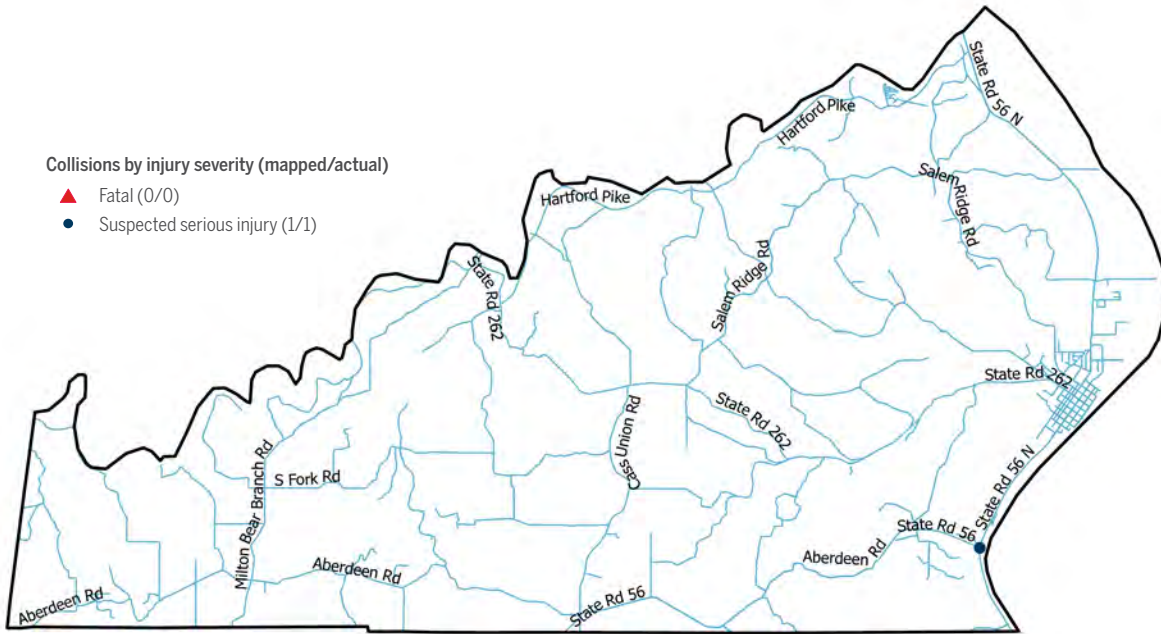 State Rd 56 N
Hartford Pike
Collisions by injury severity (mapped/actual)
Fatal (0/0)
Suspected serious injury (1/1)
Hartford Pike
Salem Ridge Rd
State Rd 262
Salem Ridge Rd
State Rd 262
State Rd 262
Cass Union Rd
Milton Bear Branch Rd
S Fork Rd
State Rd 56 N
State Rd 56
Aberdeen Rd
Aberdeen Rd
Aberdeen Rd
State Rd 56